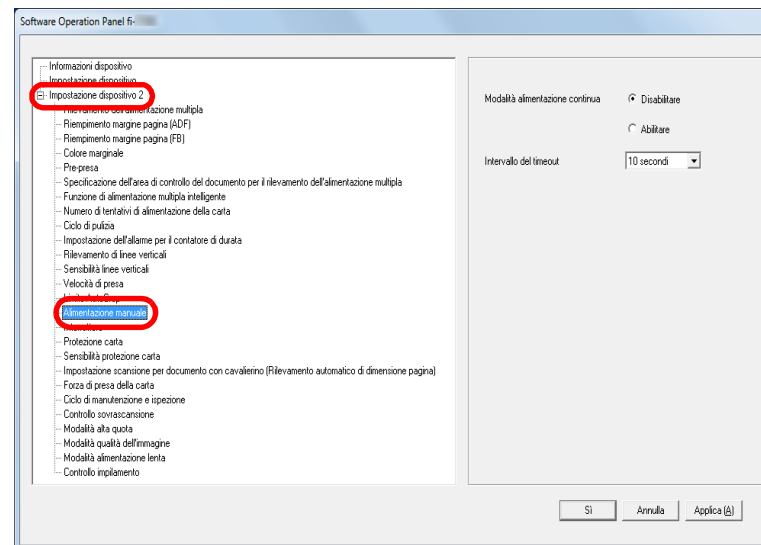 Software Operation Panel fi-
Informazioni dispositivo
Impostazione dispositivo
Impostazione dispositivo 2
Rilevamento dell'alimentazione multipla
Riempimento margine pagina (ADF)
Riempimento margine pagina (FB)
Colore marginale
Pre-presa
Specificazione dell'area di controllo del documento per il rilevamento dell'alimentazione multipla
Funzione di alimentazione multipla intelligente
Numero di tentativi di alimentazione della carta
Ciclo di pulizia
Impostazione dell'allarme per il contatore di durata
Rilevamento di linee verticali
Sensibilità linee verticali
Velocità di presa
Limite AutoCrop
Alimentazione manuale
Protezione carta
Sensibilità protezione carta
Impostazione scansione per documento con cavalierino (Rilevamento automatico di dimensione pagina)
Forza di presa della carta
Ciclo di manutenzione e ispezione
Controllo sovrascansione
Modalità alta quota
Modalità qualità dell'immagine
Modalità alimentazione lenta
Controllo impilamento
Modalità alimentazione continua
Disabilitare
Abilitare
Intervallo del timeout
10 secondi
Sì
Annulla
Applica (A)